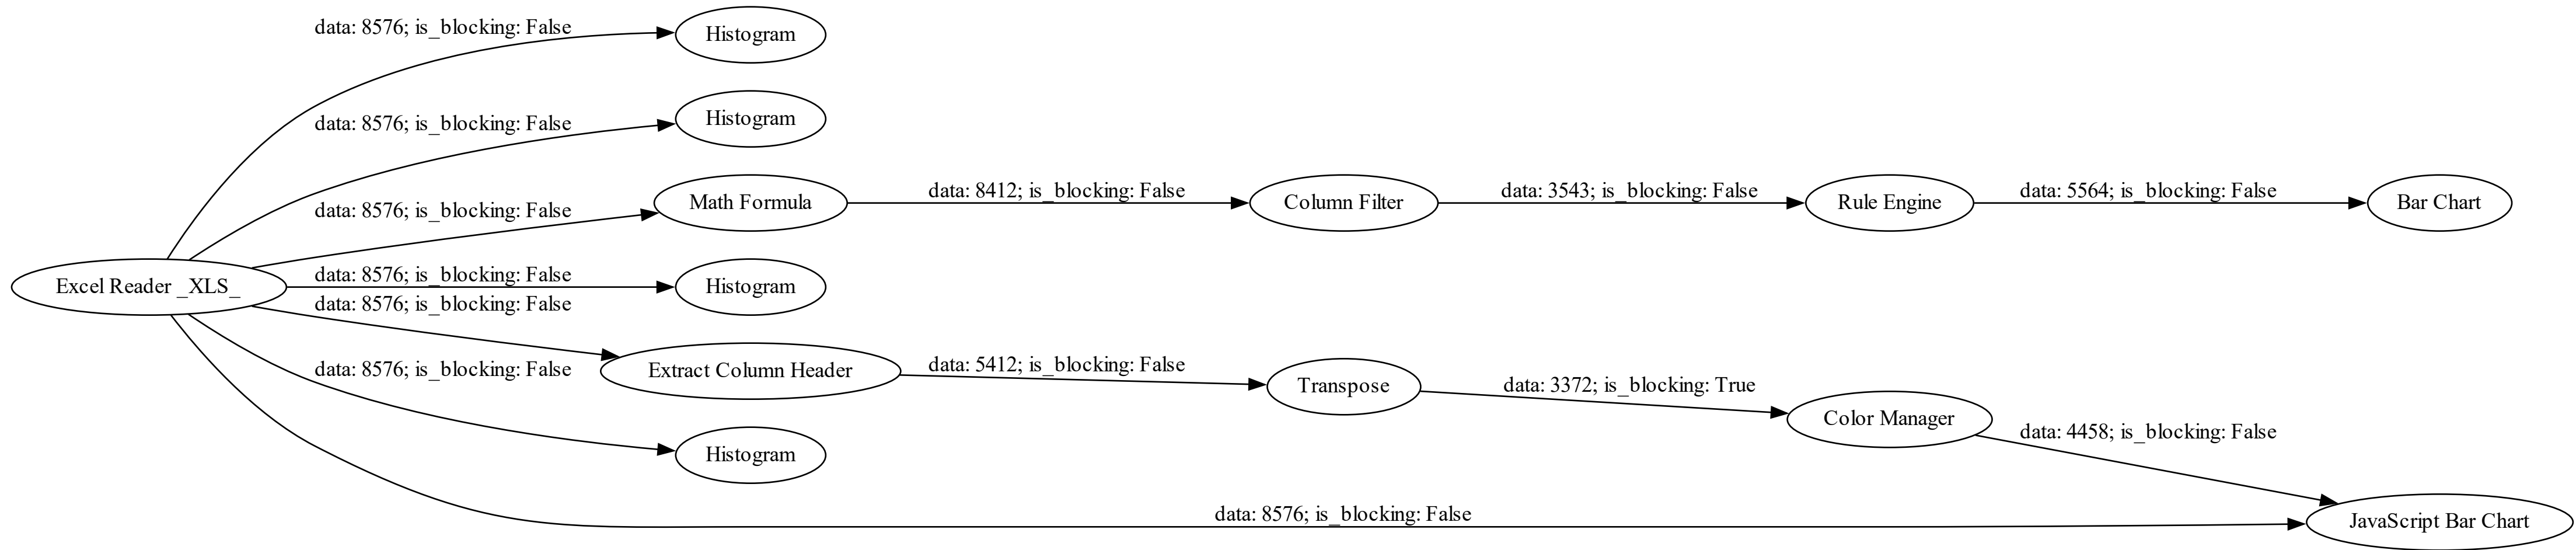 data: 8576; is_blocking: False
Histogram
data: 8576; is_blocking: False
Histogram
data: 8576; is_blocking: False
Math Formula
data: 8412; is_blocking: False
Column Filter
data: 3543; is_blocking: False
Rule Engine
data: 5564; is_blocking: False
Bar Chart
Excel Reader _XLS_
data: 8576; is_blocking: False
Histogram
data: 8576; is_blocking: False
Extract Column Header
data: 5412; is_blocking: False
Transpose
data: 3372; is_blocking: True
Color Manager
data: 4458; is_blocking: False
data: 8576; is_blocking: False
Histogram
data: 8576; is_blocking: False
JavaScript Bar Chart